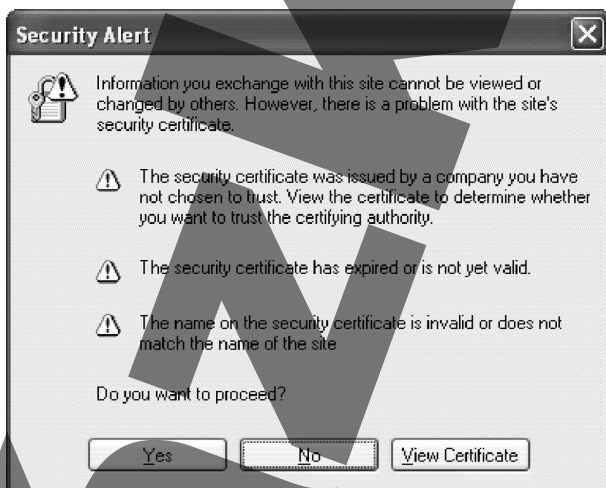 Security Alert
Information you exchange with this site cannot be viewed or
changed by others. However, there is a problem with the site's
security certificate.
The security certificate was issued by a company you have
not chosen to trust. View the certificate to determine whether
you want to trust the certifying authority.
The security certificate has expired or is not yet valid.
The name on the security certificate is invalid or does not
match the name of the site
Do you want to proceed?
Yes No View Certificate